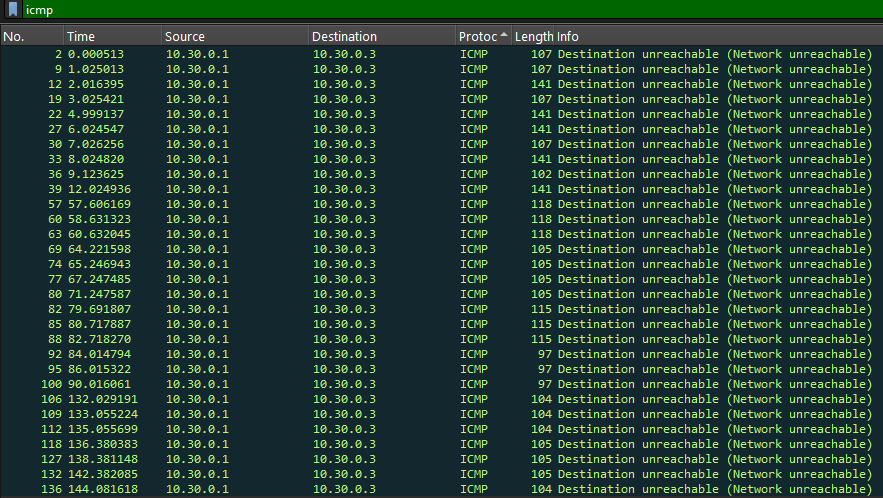 icmp
No. Time Source Destination Protoc Length Info
2 0.000513 10.30.0.1 10.30.0.3 ICMP 107 Destination unreachable (Network unreachable)
9 1.025013 10.30.0.1 10.30.0.3 ICMP 107 Destination unreachable (Network unreachable)
12 2.016395 10.30.0.1 10.30.0.3 ICMP 141 Destination unreachable (Network unreachable)
19 3.025421 10.30.0.1 10.30.0.3 ICMP 107 Destination unreachable (Network unreachable)
22 4.999137 10.30.0.1 10.30.0.3 ICMP 141 Destination unreachable (Network unreachable)
27 6.024547 10.30.0.1 10.30.0.3 ICMP 141 Destination unreachable (Network unreachable)
30 7.026256 10.30.0.1 10.30.0.3 ICMP 107 Destination unreachable (Network unreachable)
33 8.024820 10.30.0.1 10.30.0.3 ICMP 141 Destination unreachable (Network unreachable)
36 9.123625 10.30.0.1 10.30.0.3 ICMP 102 Destination unreachable (Network unreachable)
39 12.024936 10.30.0.1 10.30.0.3 ICMP 141 Destination unreachable (Network unreachable)
57 57.606169 10.30.0.1 10.30.0.3 ICMP 118 Destination unreachable (Network unreachable)
60 58.631323 10.30.0.1 10.30.0.3 ICMP 118 Destination unreachable (Network unreachable)
63 60.632045 10.30.0.1 10.30.0.3 ICMP 118 Destination unreachable (Network unreachable)
69 64.221598 10.30.0.1 10.30.0.3 ICMP 105 Destination unreachable (Network unreachable)
74 65.246943 10.30.0.1 10.30.0.3 ICMP 105 Destination unreachable (Network unreachable)
77 67.247485 10.30.0.1 10.30.0.3 ICMP 105 Destination unreachable (Network unreachable)
80 71.247587 10.30.0.1 10.30.0.3 ICMP 105 Destination unreachable (Network unreachable)
82 79.691807 10.30.0.1 10.30.0.3 ICMP 115 Destination unreachable (Network unreachable)
85 80.717887 10.30.0.1 10.30.0.3 ICMP 115 Destination unreachable (Network unreachable)
88 82.718270 10.30.0.1 10.30.0.3 ICMP 115 Destination unreachable (Network unreachable)
92 84.014794 10.30.0.1 10.30.0.3 ICMP 97 Destination unreachable (Network unreachable)
95 86.015322 10.30.0.1 10.30.0.3 ICMP 97 Destination unreachable (Network unreachable)
100 90.016061 10.30.0.1 10.30.0.3 ICMP 97 Destination unreachable (Network unreachable)
106 132.029191 10.30.0.1 10.30.0.3 ICMP 104 Destination unreachable (Network unreachable)
109 133.055224 10.30.0.1 10.30.0.3 ICMP 104 Destination unreachable (Network unreachable)
112 135.055699 10.30.0.1 10.30.0.3 ICMP 104 Destination unreachable (Network unreachable)
118 136.380383 10.30.0.1 10.30.0.3 ICMP 105 Destination unreachable (Network unreachable)
127 138.381148 10.30.0.1 10.30.0.3 ICMP 105 Destination unreachable (Network unreachable)
132 142.382085 10.30.0.1 10.30.0.3 ICMP 105 Destination unreachable (Network unreachable)
136 144.081618 10.30.0.1 10.30.0.3 ICMP 104 Destination unreachable (Network unreachable)